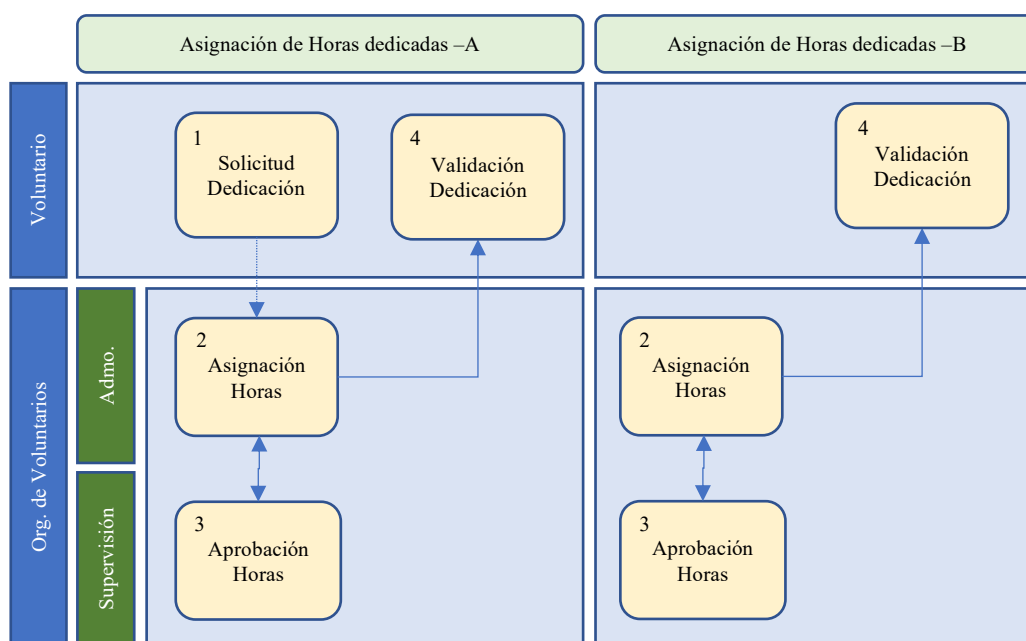 Asignación de Horas dedicadas –A
Asignación de Horas dedicadas –B
Voluntario
1
Solicitud
Dedicación
4
Validación
Dedicación
4
Validación
Dedicación
Org. de Voluntarios
Admo.
2
Asignación
Horas
2
Asignación
Horas
Supervisión
3
Aprobación
Horas
3
Aprobación
Horas